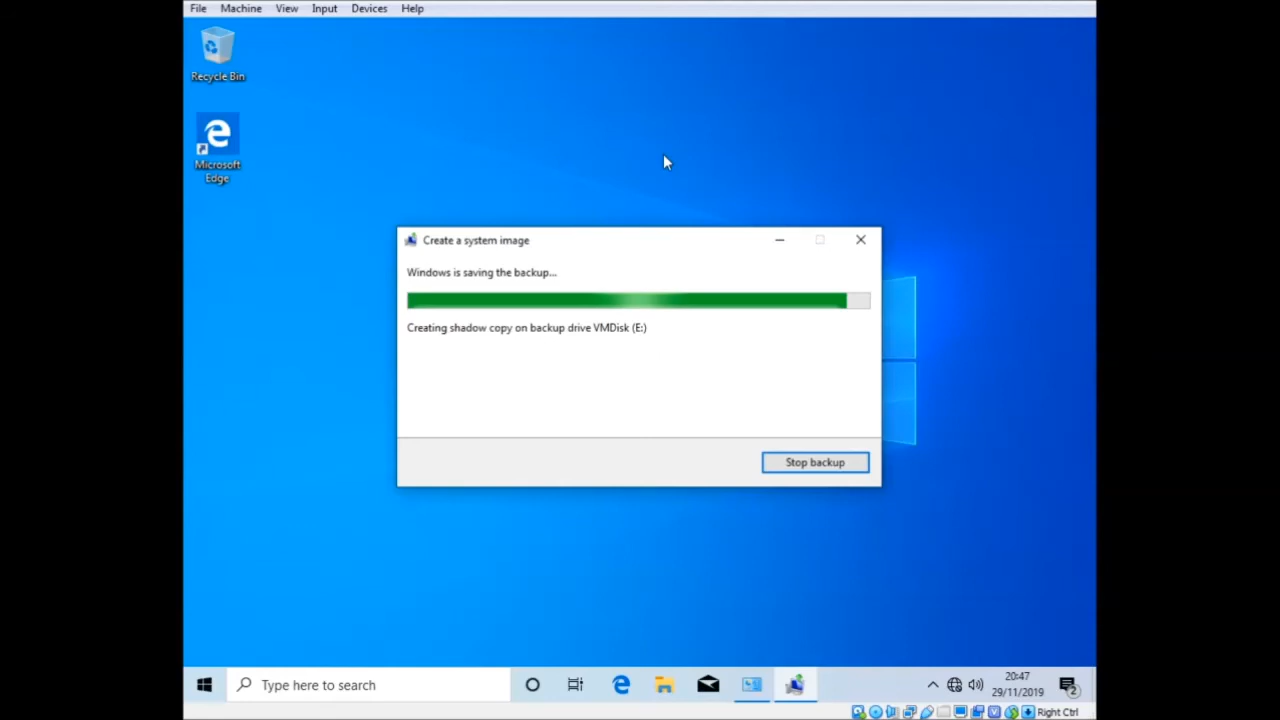 File Machine View Input Devices Help
Recycle Bin
Microsoft
Edge
Create a system image
Windows is saving the backup...
Creating shadow copy on backup drive VMDisk (E:)
Stop backup
Type here to search
20:47
29/11/2019
2
Right Ctrl